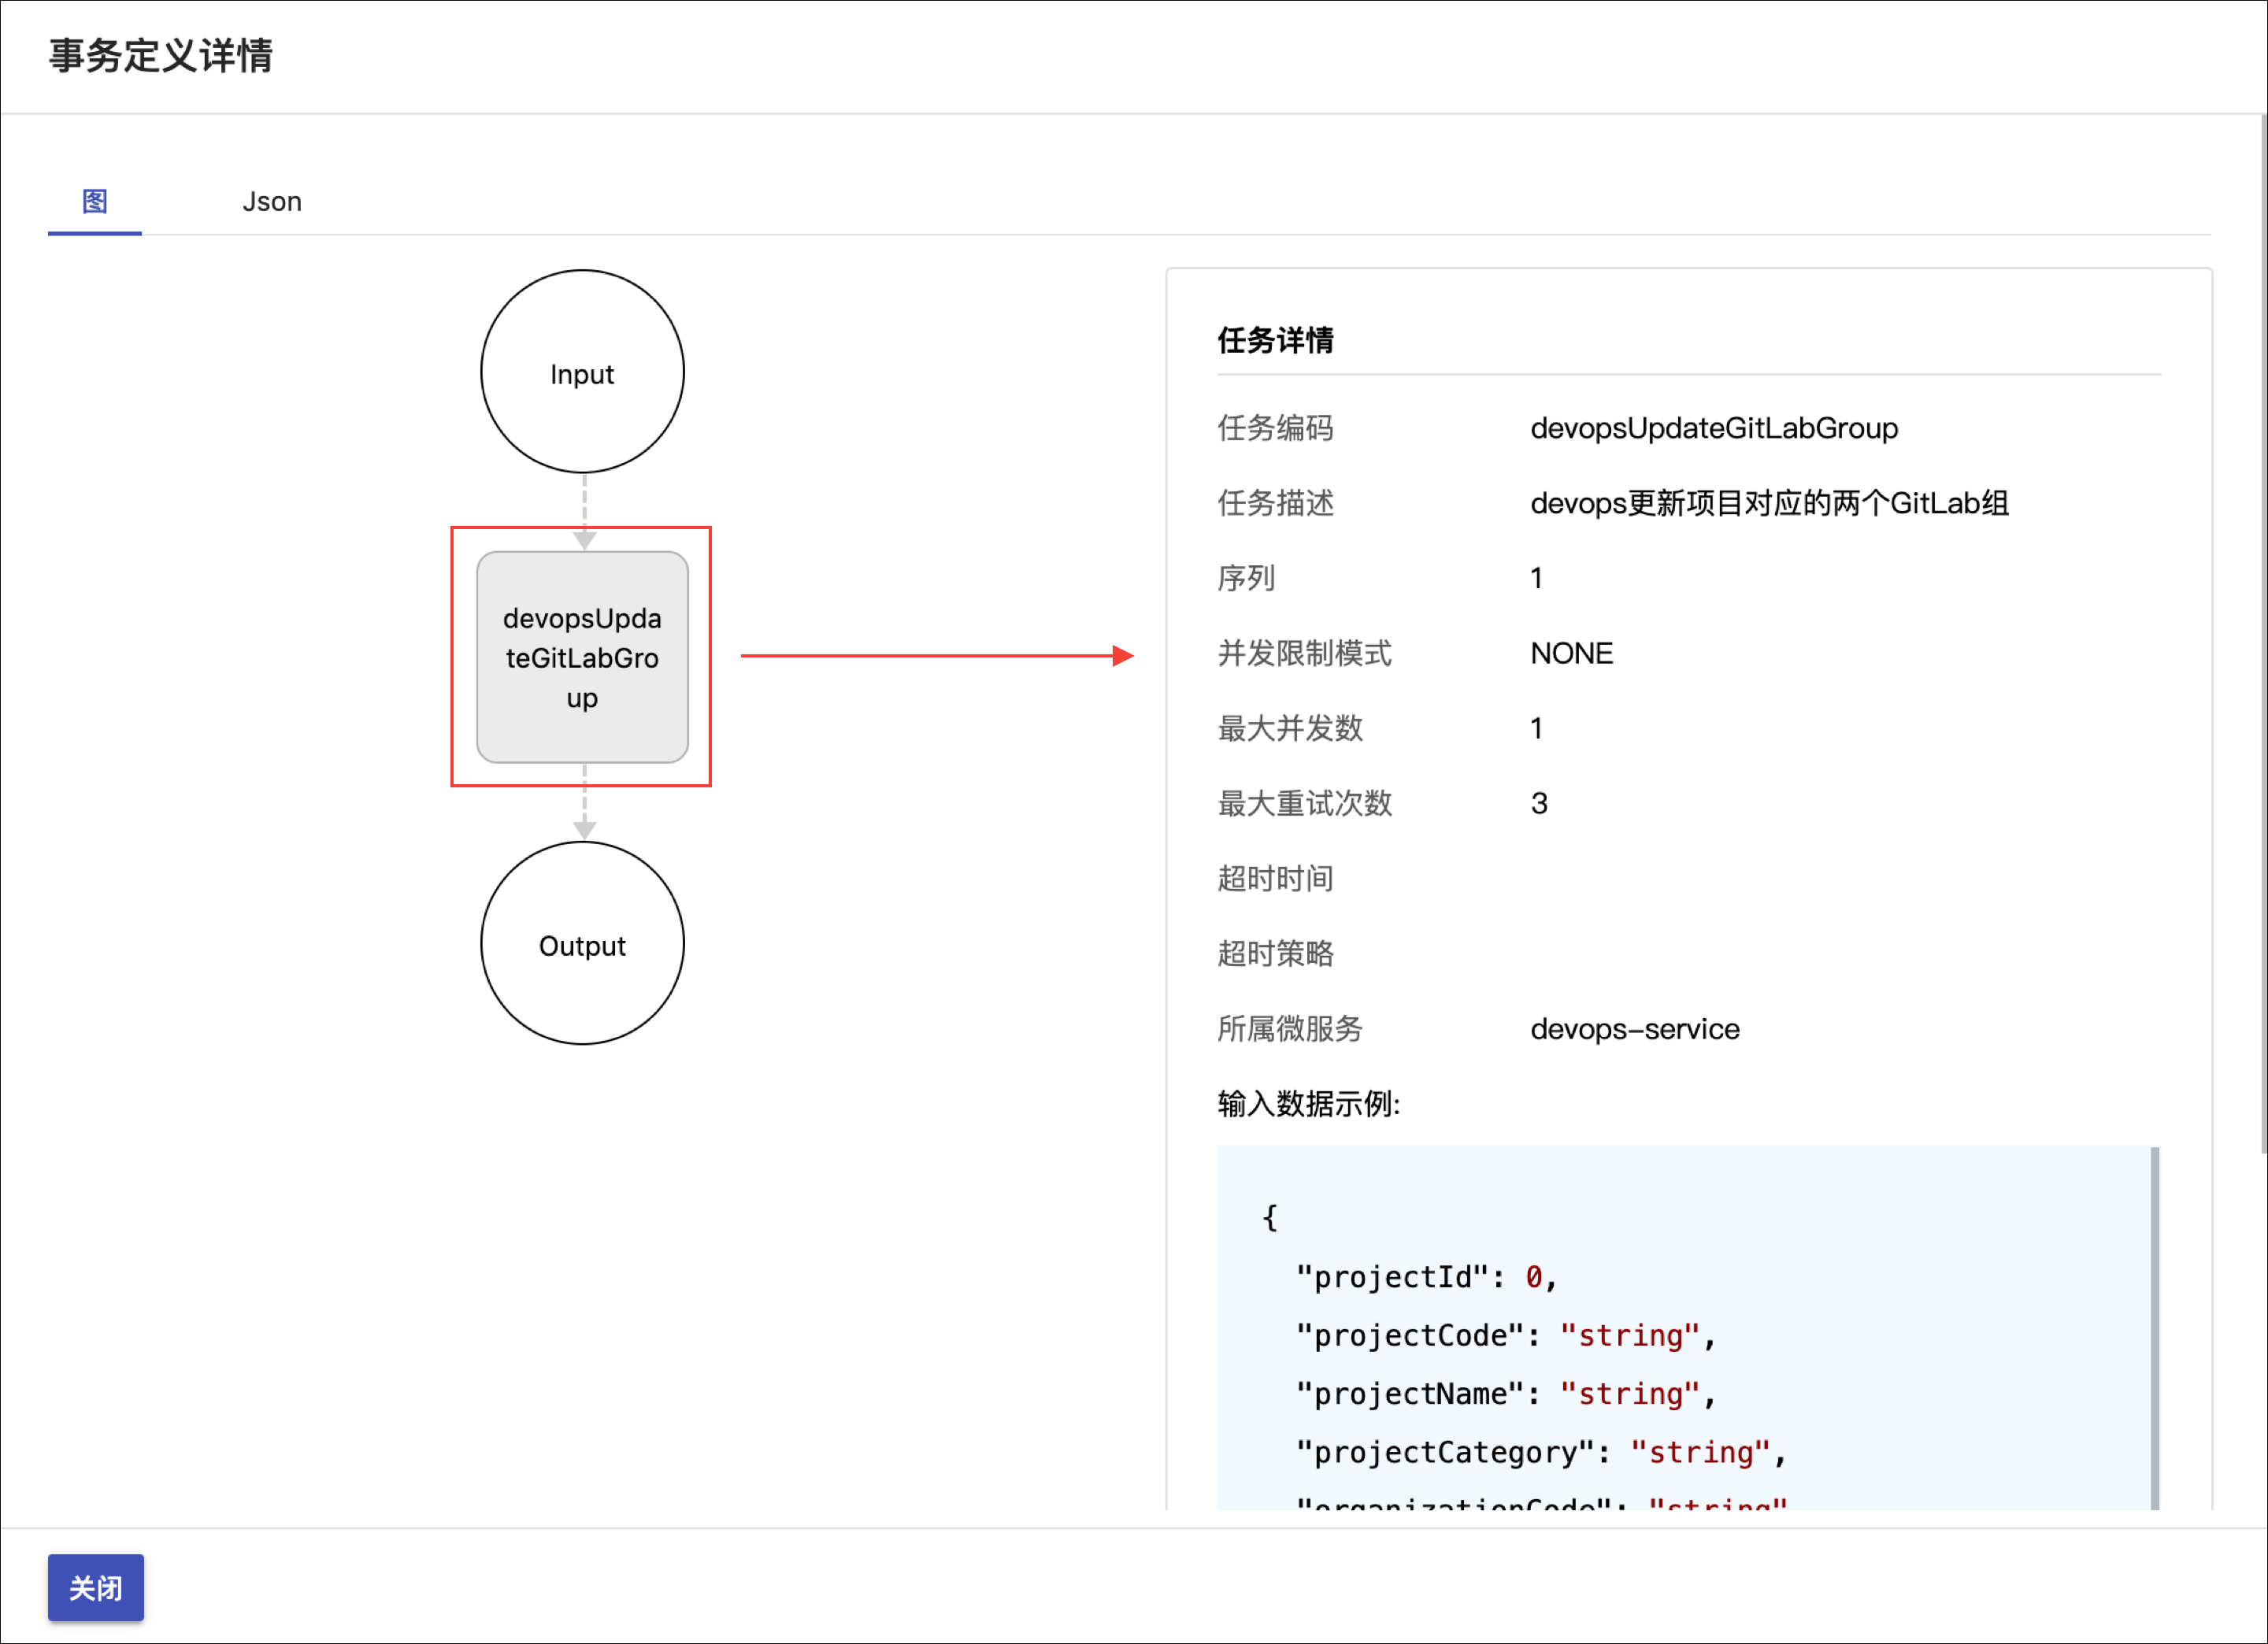 事务定义详情
图
Json
Input
devopsUpda
teGitLabGro
up
Output
任务详情
任务编码 devopsUpdateGitLabGroup
任务描述 devops更新项目对应的两个GitLab组
序列 1
并发限制模式 NONE
最大并发数 1
最大重试次数 3
超时时间
超时策略
所属微服务 devops-service
输入数据示例:
{
"projectId": 0,
"projectCode": "string",
"projectName": "string",
"projectCategory": "string",
"organizationCode": "string"
关闭